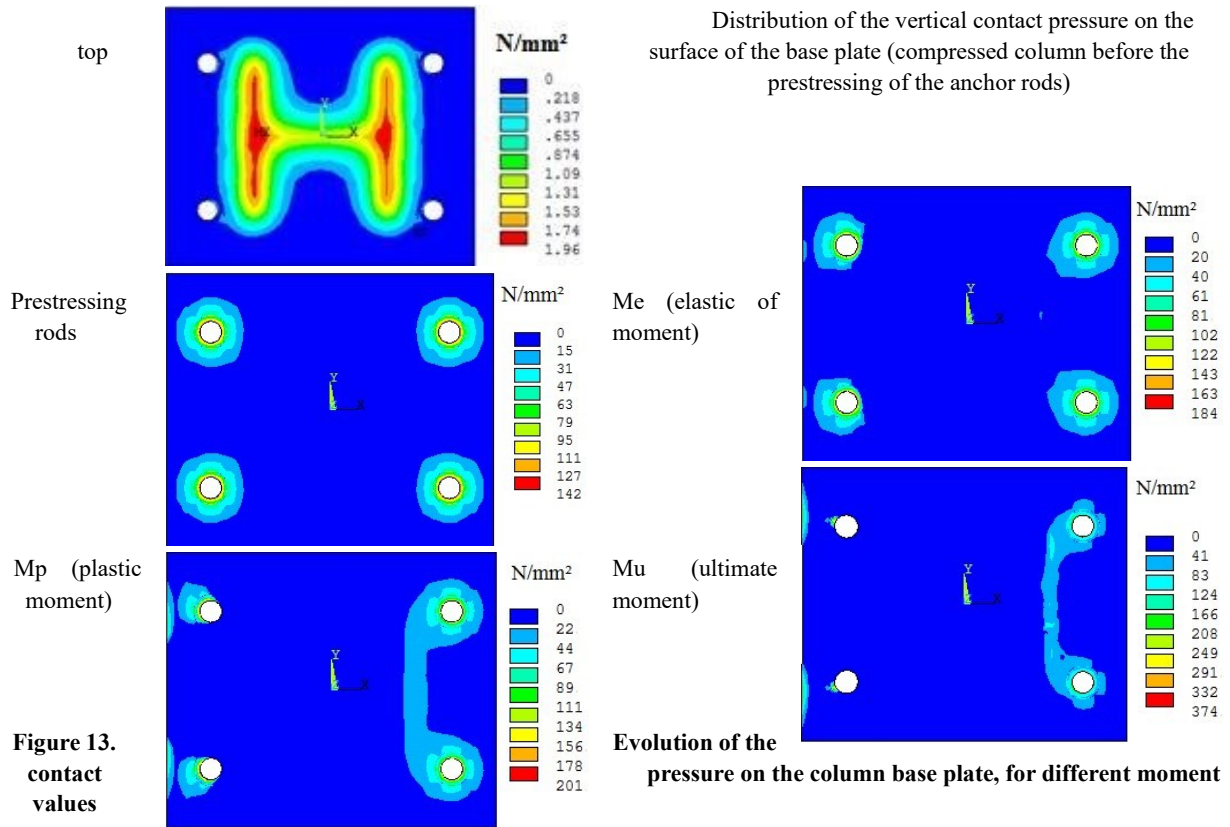 top
N/mm²
0
.218
.437
.655
.874
1.09
1.31
1.53
1.74
1.96
Y
X
MX
Distribution of the vertical contact pressure on the
surface of the base plate (compressed column before the
prestressing of the anchor rods)
Prestressing
rods
N/mm²
0
15
31
47
63
79
95
111
127
142
Y
X
Me (elastic of
moment)
N/mm²
0
20
40
61
81
102
122
143
163
184
Y
X
Mp (plastic
moment)
N/mm²
0
22
44
67
89
111
134
156
178
201
Y
X
Mu (ultimate
moment)
N/mm²
0
41
83
124
166
208
249
291
332
374
Y
X
Figure 13.
contact
values
Evolution of the
pressure on the column base plate, for different moment